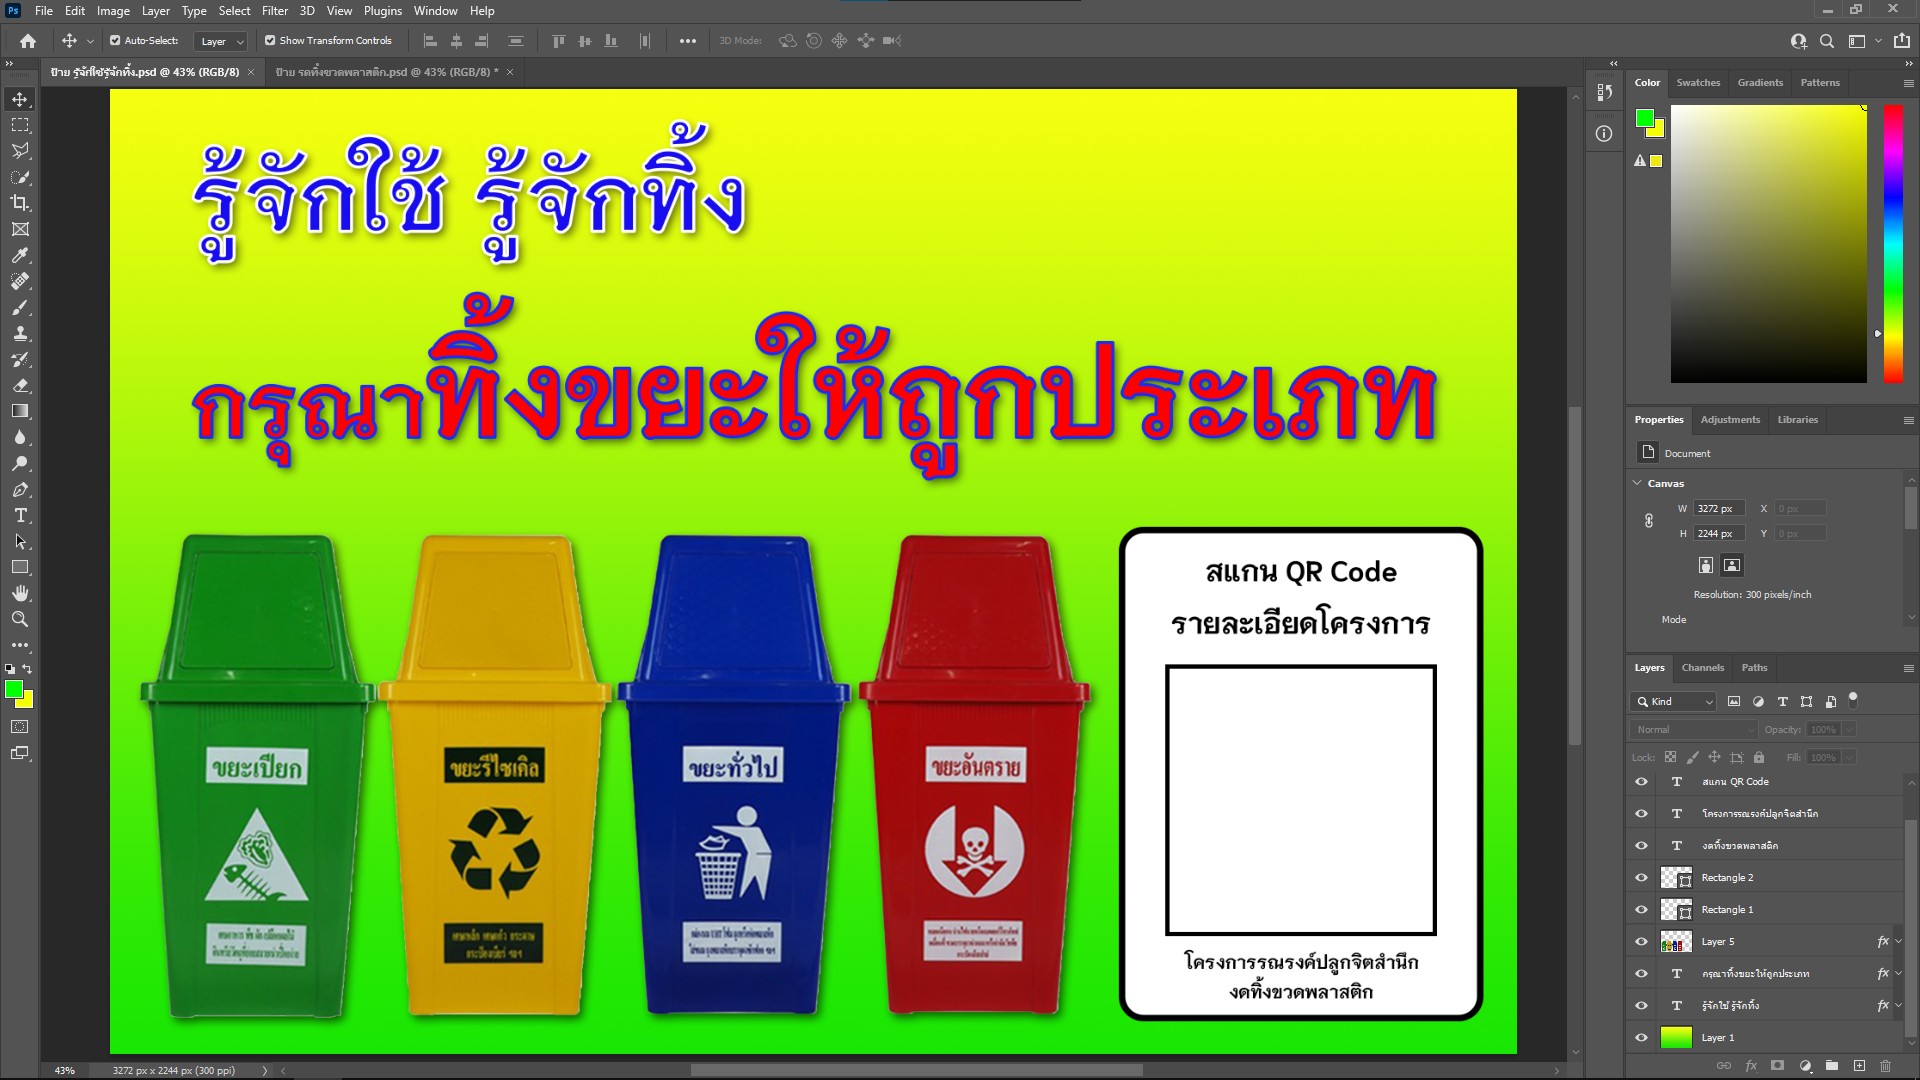 Ps File Edit Image Layer Type Select Filter 3D View Plugins Window Help
Auto-Select: Layer Show Transform Controls 3D Mode:
ป้าย รู้จักใช้รู้จักทิ้ง.psd @ 43% (RGB/8) × ป้าย รดทิ้งขวดพลาสติก.psd @ 43% (RGB/8) * ×
รู้จักใช้ รู้จักทิ้ง
กรุณาทิ้งขยะให้ถูกประเภท
ขยะเปียก
ขยะรีไซเคิล
ขยะทั่วไป
ขยะอันตราย
สแกน QR Code
รายละเอียดโครงการ
โครงการรณรงค์ปลูกจิตสำนึก
งดทิ้งขวดพลาสติก
Color Swatches Gradients Patterns
Properties Adjustments Libraries
Document
Canvas
W 3272 px X 0 px
H 2244 px Y 0 px
Resolution: 300 pixels/inch
Mode
Layers Channels Paths
Kind
Normal Opacity: 100%
Lock: Fill: 100%
T สแกน QR Code
T โครงการรณรงค์ปลูกจิตสำนึก
T งดทิ้งขวดพลาสติก
Rectangle 2
Rectangle 1
Layer 5 fx
T กรุณาทิ้งขยะให้ถูกประเภท fx
T รู้จักใช้ รู้จักทิ้ง fx
Layer 1
43% 3272 px x 2244 px (300 ppi)